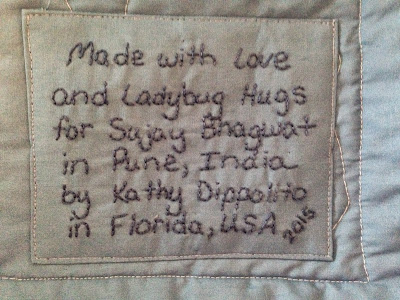 Made with Love
and Ladybug Hugs
for Sujay Bhagwat
in Pune, India
by Kathy Dippolito
in Florida, USA 2015